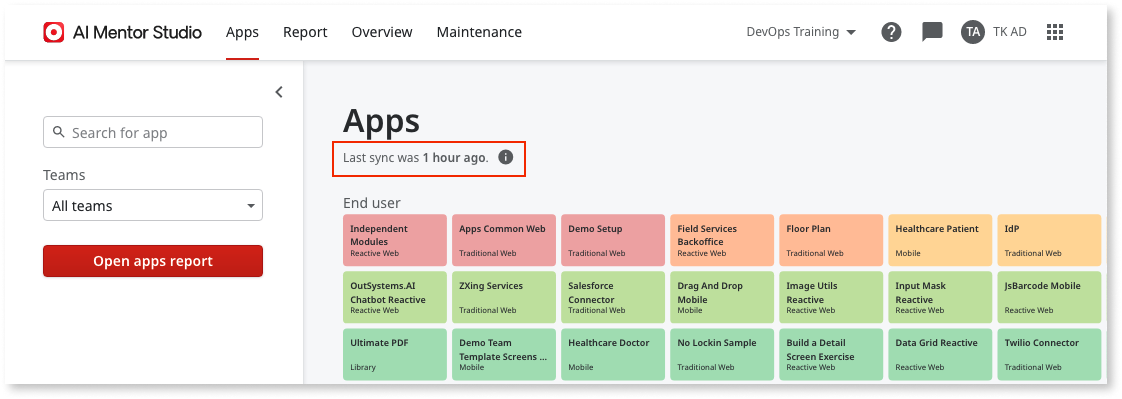 AI Mentor Studio
Apps
Report
Overview
Maintenance
DevOps Training
TA
TK AD
Search for app
Teams
All teams
Open apps report
Apps
Last sync was 1 hour ago.
End user
Independent
Modules
Reactive Web
Apps Common Web
Traditional Web
Demo Setup
Traditional Web
Field Services
Backoffice
Reactive Web
Floor Plan
Traditional Web
Healthcare Patient
Mobile
IdP
Traditional Web
OutSystems.AI
Chatbot Reactive
Reactive Web
ZXing Services
Traditional Web
Salesforce
Connector
Traditional Web
Drag And Drop
Mobile
Mobile
Image Utils
Reactive
Reactive Web
Input Mask
Reactive
Reactive Web
JsBarcode Mobile
Reactive Web
Ultimate PDF
Library
Demo Team
Template Screens ...
Mobile
Healthcare Doctor
Mobile
No Lockin Sample
Traditional Web
Build a Detail
Screen Exercise
Reactive Web
Data Grid Reactive
Reactive Web
Twilio Connector
Traditional Web